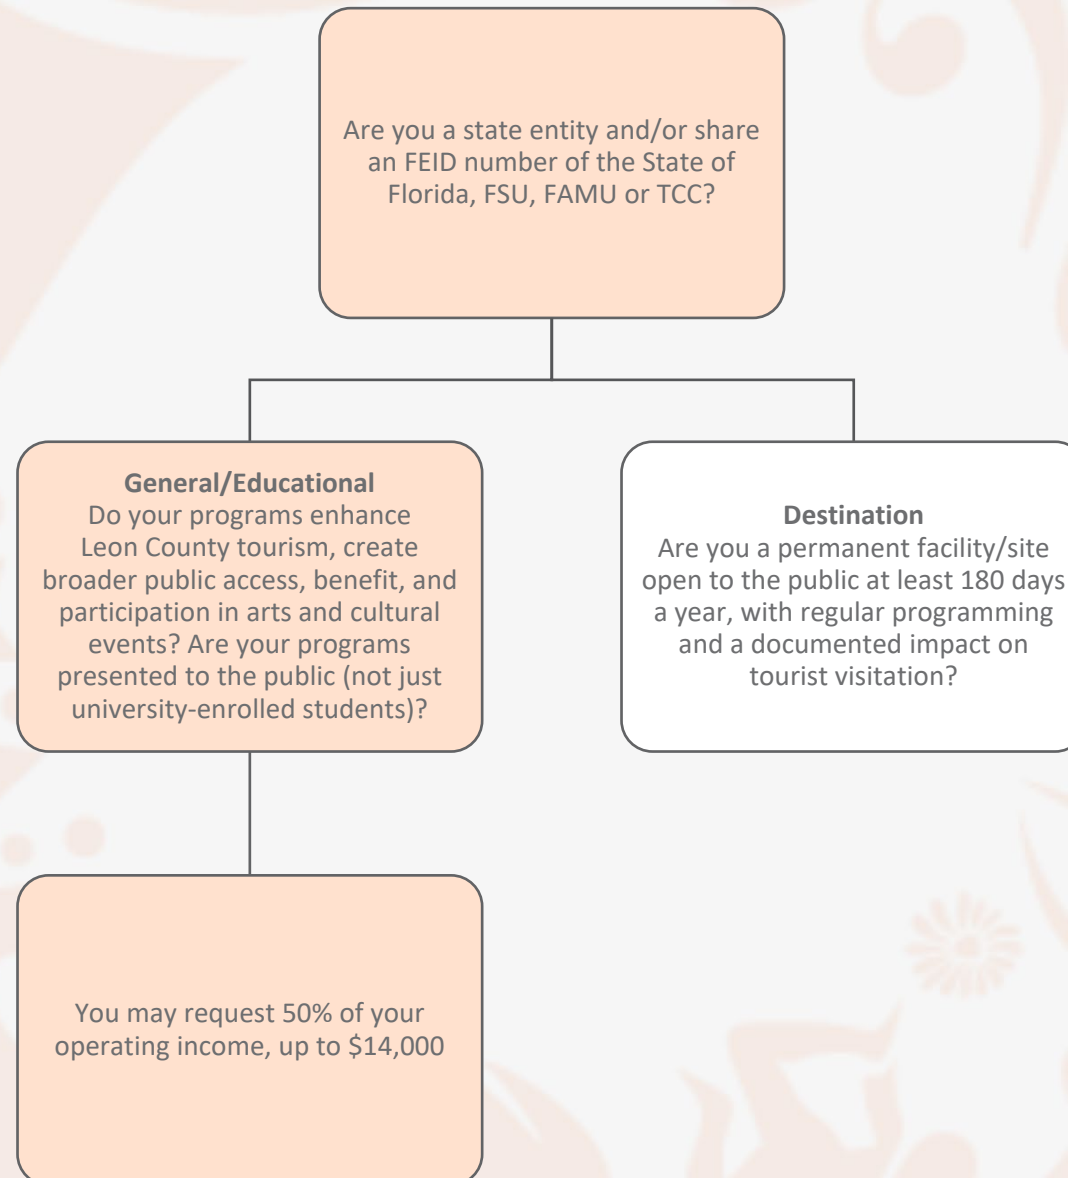 Are you a state entity and/or share
an FEID number of the State of
Florida, FSU, FAMU or TCC?
General/Educational
Do your programs enhance
Leon County tourism, create
broader public access, benefit, and
participation in arts and cultural
events? Are your programs
presented to the public (not just
university-enrolled students)?
Destination
Are you a permanent facility/site
open to the public at least 180 days
a year, with regular programming
and a documented impact on
tourist visitation?
You may request 50% of your
operating income, up to $14,000